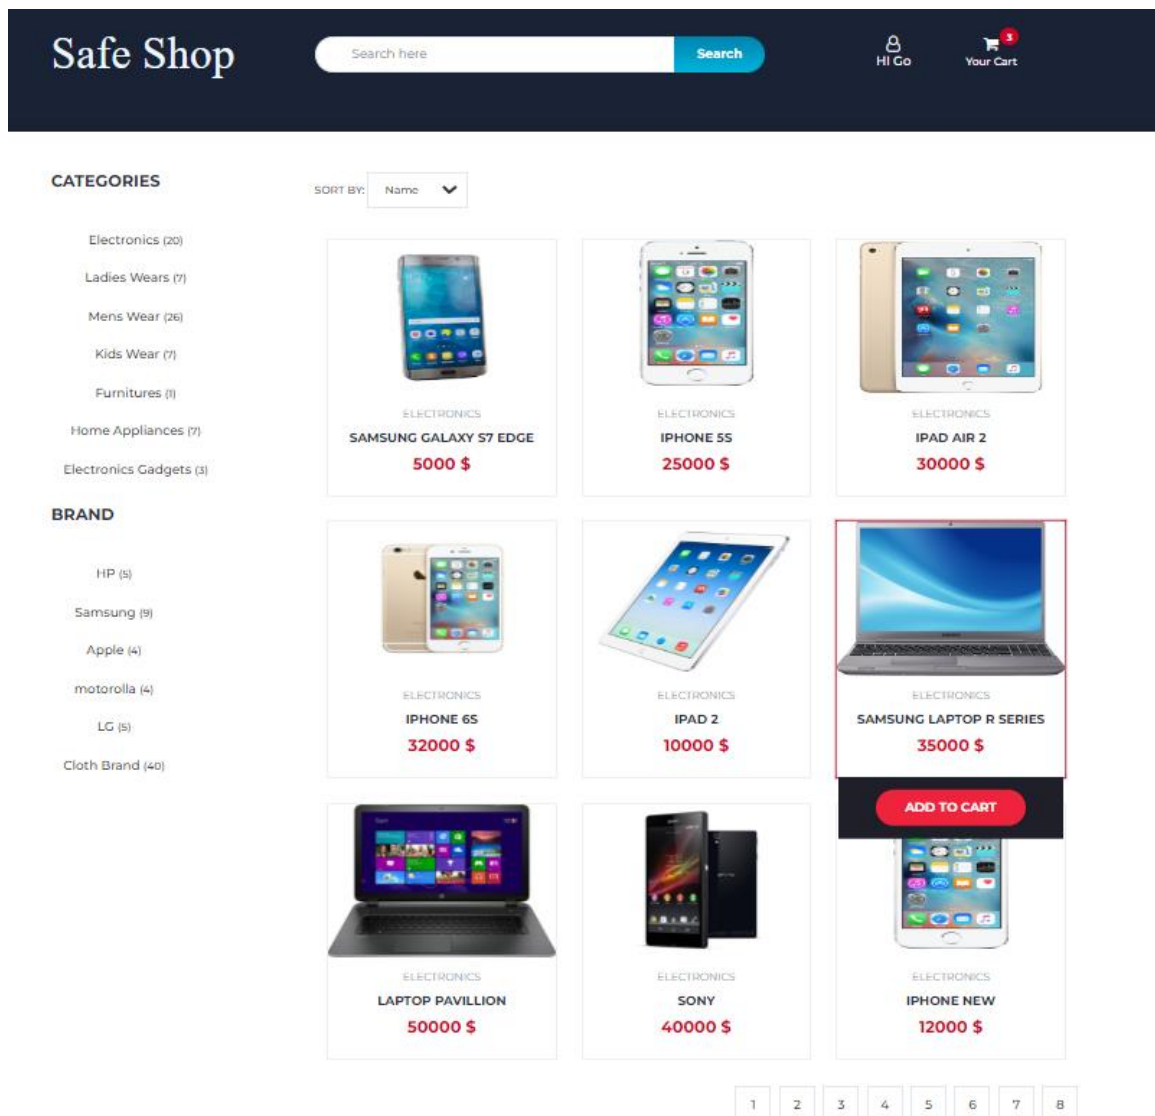 Safe Shop
Search here
Search
HI Go
3
Your Cart
CATEGORIES
Electronics (20)
Ladies Wears (7)
Mens Wear (26)
Kids Wear (7)
Furnitures (1)
Home Appliances (7)
Electronics Gadgets (3)
BRAND
HP (5)
Samsung (9)
Apple (4)
motorolla (4)
LG (5)
Cloth Brand (40)
SORT BY: Name
ELECTRONICS
SAMSUNG GALAXY S7 EDGE
5000 $
ELECTRONICS
IPHONE 5S
25000 $
ELECTRONICS
IPAD AIR 2
30000 $
ELECTRONICS
IPHONE 6S
32000 $
ELECTRONICS
IPAD 2
10000 $
ELECTRONICS
SAMSUNG LAPTOP R SERIES
35000 $
ADD TO CART
ELECTRONICS
LAPTOP PAVILLION
50000 $
ELECTRONICS
SONY
40000 $
ELECTRONICS
IPHONE NEW
12000 $
1 2 3 4 5 6 7 8